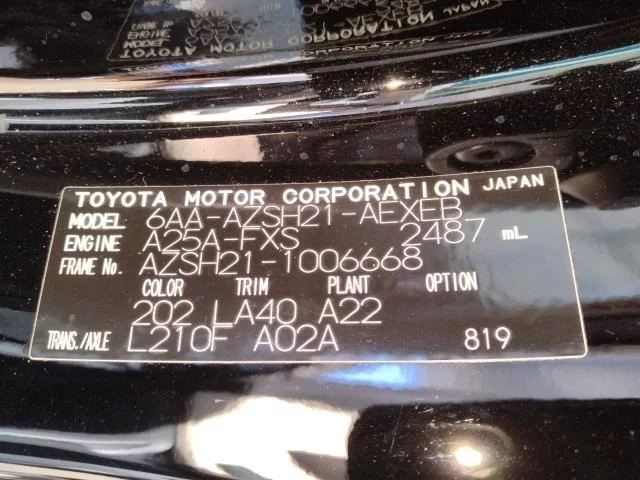 TOYOTA MOTOR CORPORATION JAPAN
MODEL 6AA-AZSH21-AEXEB
ENGINE A25A-FXS 2487 mL
FRAME No. AZSH21-1006668
COLOR TRIM PLANT OPTION
202 LA40 A22
TRANS./AXLE L210F A02A 819